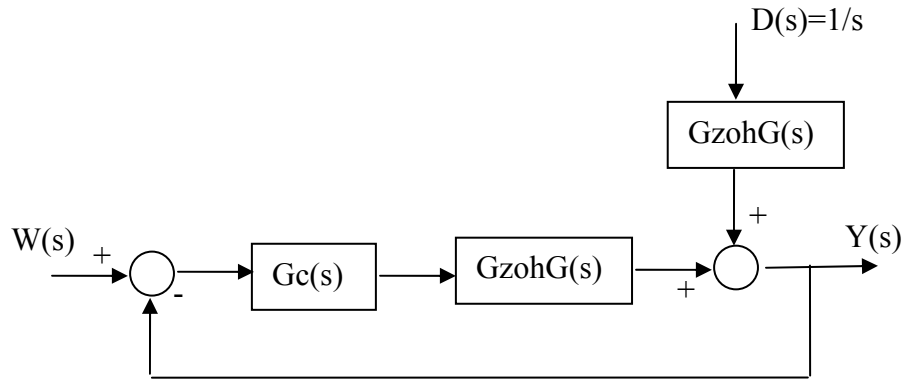 D(s)=1/s
GzohG(s)
+
W(s)
+
-
Gc(s)
GzohG(s)
+
Y(s)